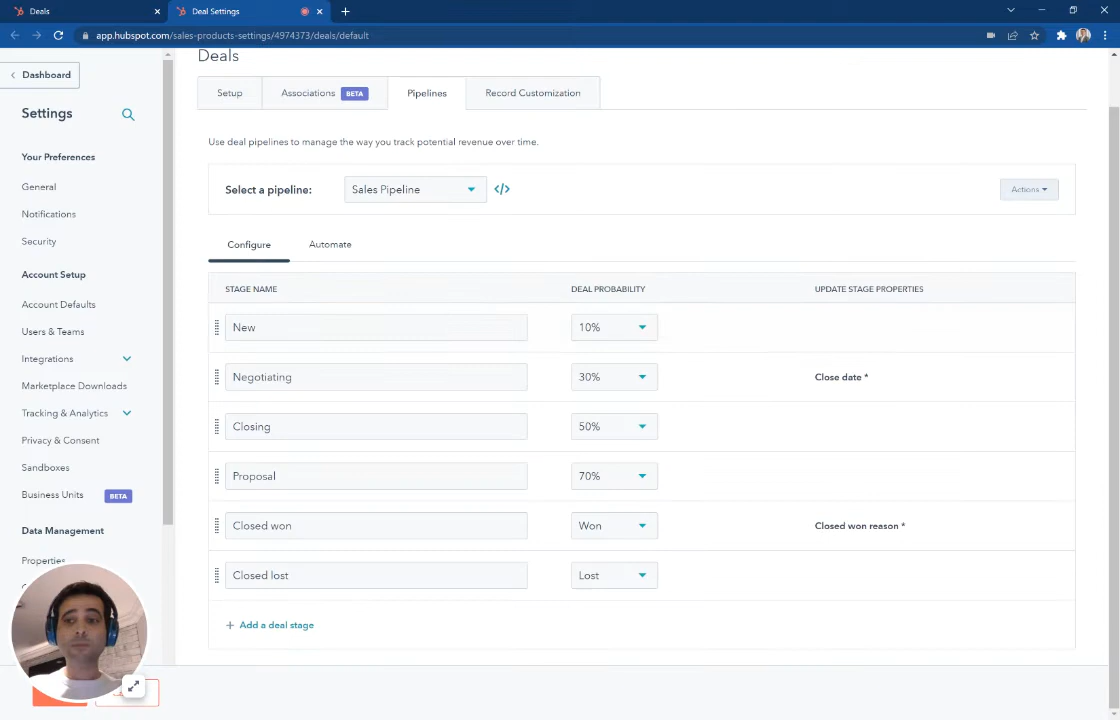 Deals
Deal Settings
app.hubspot.com/sales-products-settings/4974373/deals/default
Dashboard
Settings
Your Preferences
General
Notifications
Security
Account Setup
Account Defaults
Users & Teams
Integrations
Marketplace Downloads
Tracking & Analytics
Privacy & Consent
Sandboxes
Business Units BETA
Data Management
Properties
Deals
Setup
Associations BETA
Pipelines
Record Customization
Use deal pipelines to manage the way you track potential revenue over time.
Select a pipeline: Sales Pipeline </> Actions
Configure Automate
STAGE NAME DEAL PROBABILITY UPDATE STAGE PROPERTIES
New 10%
Negotiating 30% Close date *
Closing 50%
Proposal 70%
Closed won Won Closed won reason *
Closed lost Lost
+ Add a deal stage